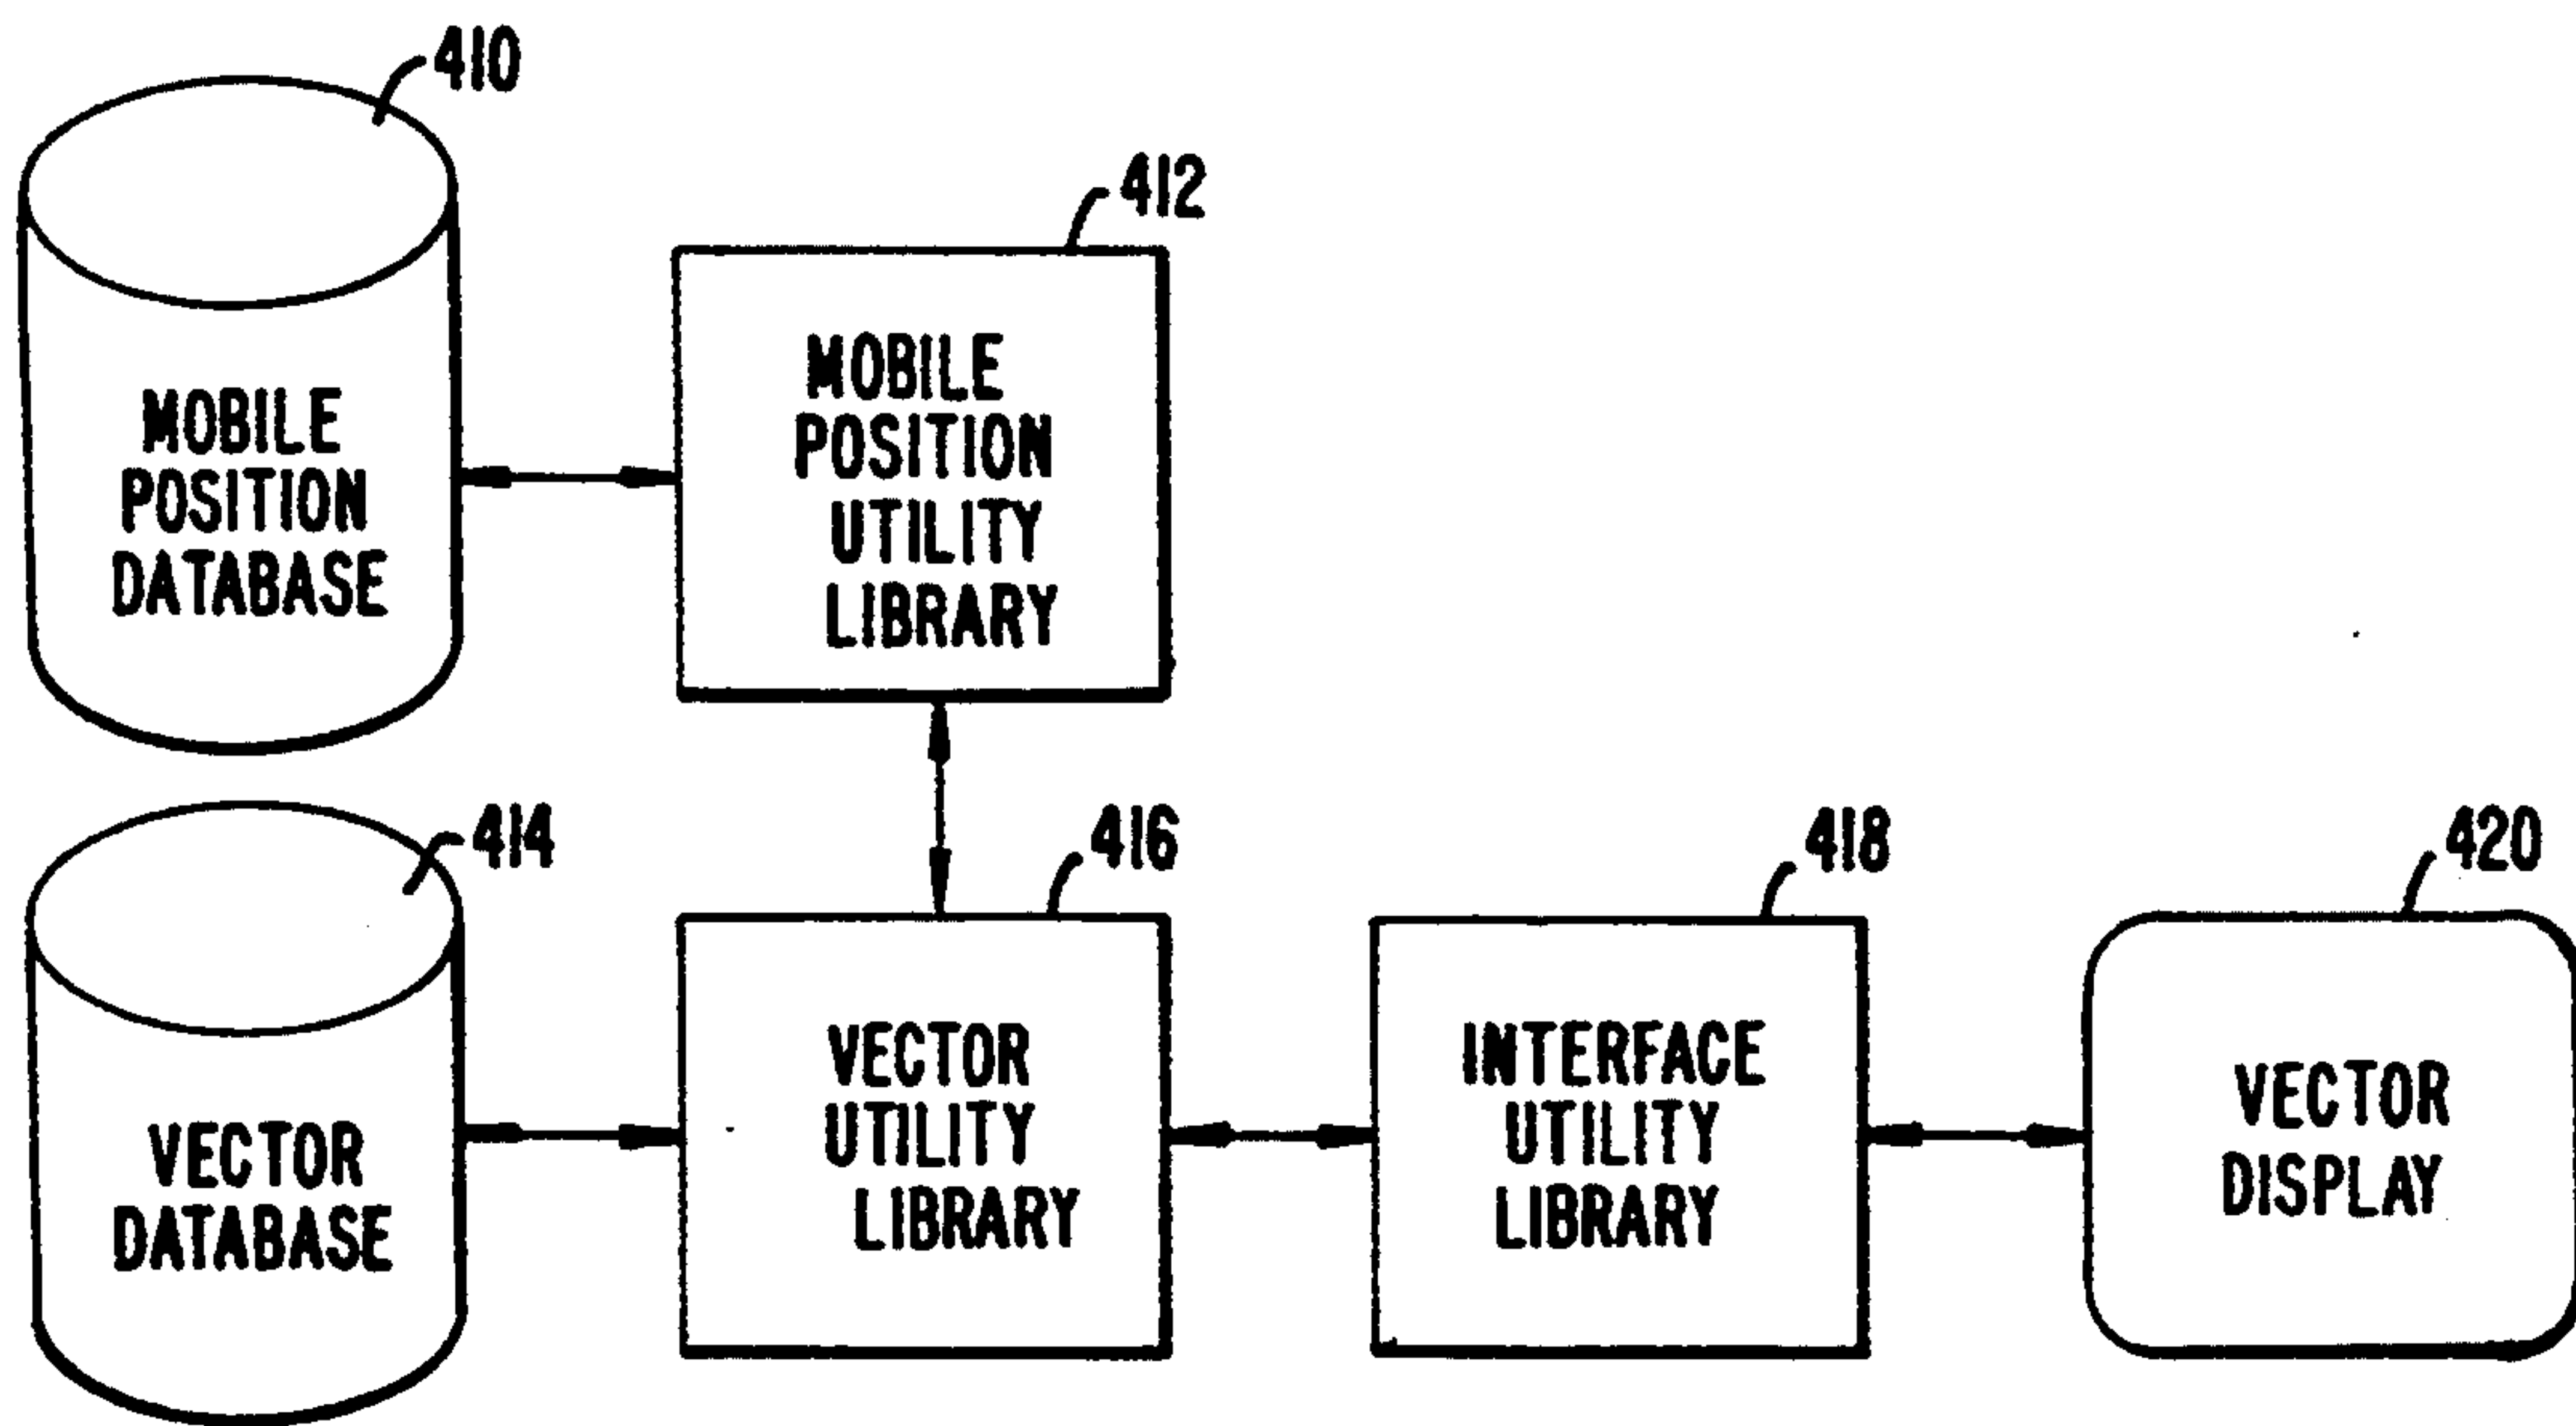 410
MOBILE
POSITION
DATABASE
412
MOBILE
POSITION
UTILITY
LIBRARY
414
VECTOR
DATABASE
416
VECTOR
UTILITY
LIBRARY
418
INTERFACE
UTILITY
LIBRARY
420
VECTOR
DISPLAY